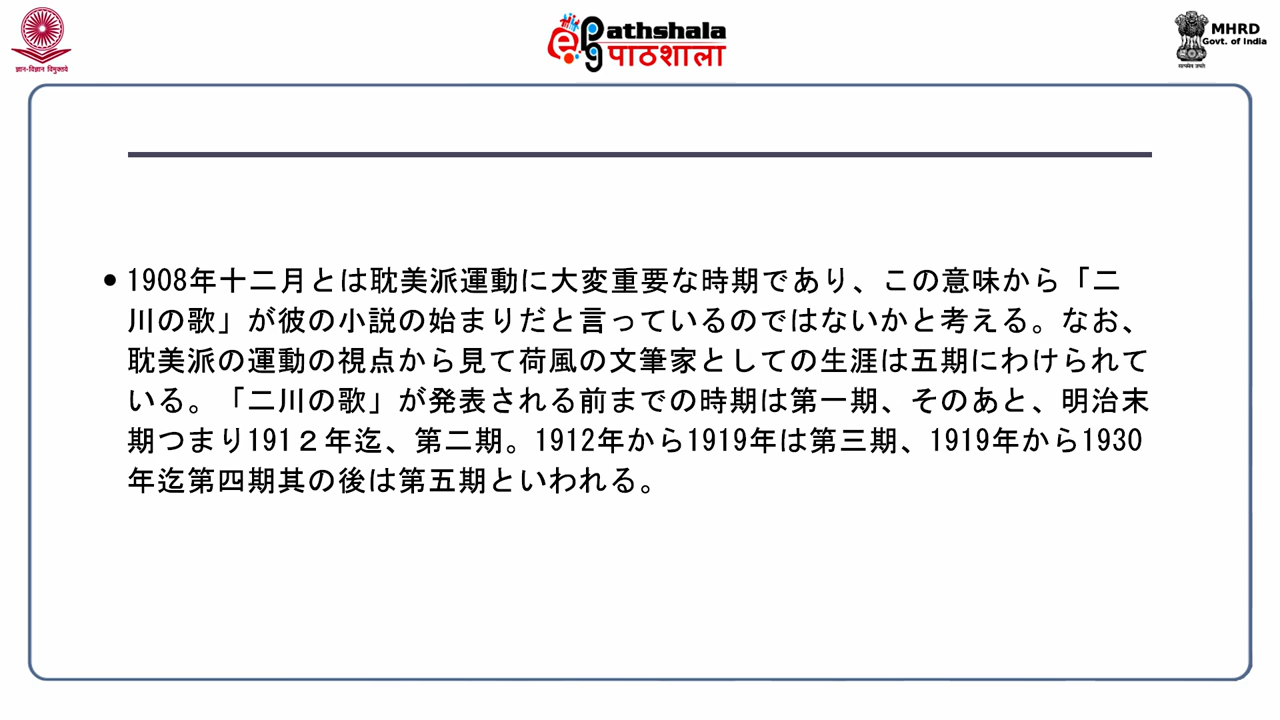 ज्ञान-विज्ञान विमुक्तये
ePG athshala
पाठशाला
MHRD
Govt. of India
सत्यमेव जयते
• 1908年十二月とは耽美派運動に大変重要な時期であり、この意味から「二
川の歌」が彼の小説の始まりだと言っているのではないかと考える。なお、
耽美派の運動の視点から見て荷風の文筆家としての生涯は五期にわけられて
いる。「二川の歌」が発表される前までの時期は第一期、そのあと、明治末
期つまり191２年迄、第二期。1912年から1919年は第三期、1919年から1930
年迄第四期其の後は第五期といわれる。